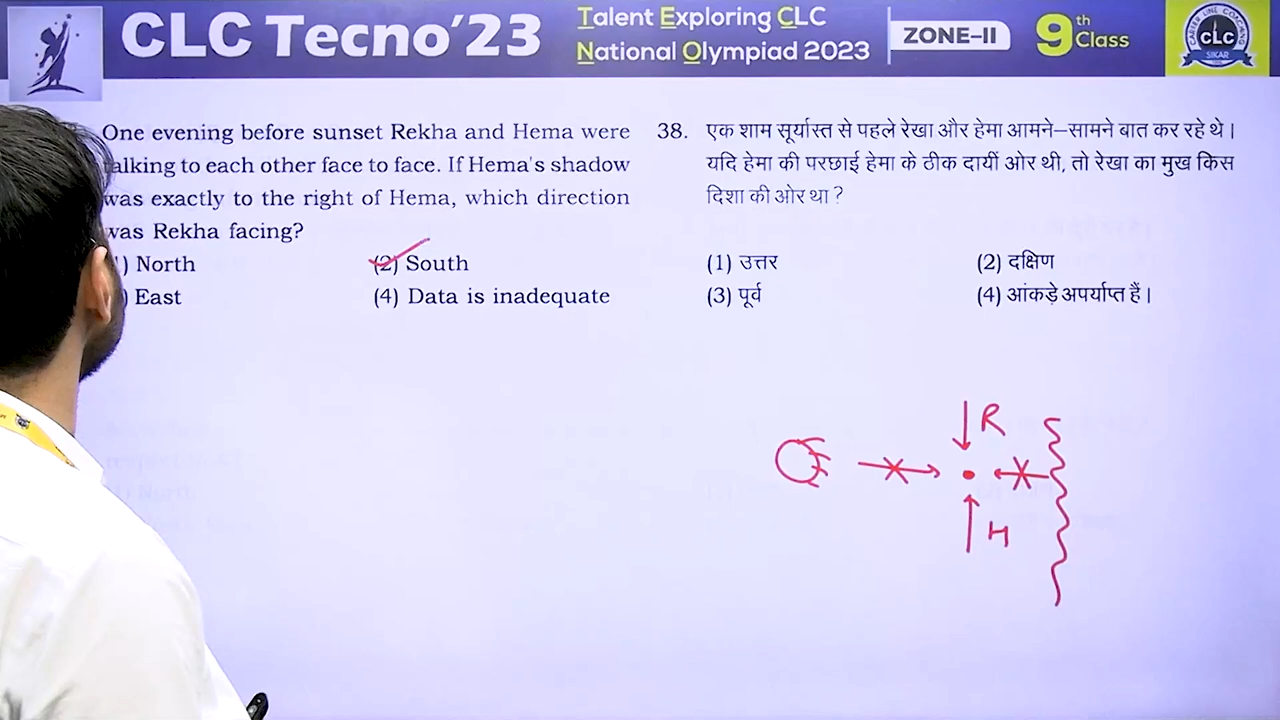 CLC Tecno'23
Talent Exploring CLC
National Olympiad 2023
ZONE–II
9th Class
CAREER LINE COACHING
CLC
SIKAR
One evening before sunset Rekha and Hema were
talking to each other face to face. If Hema's shadow
was exactly to the right of Hema, which direction
was Rekha facing?
) North
(2) South
) East
(4) Data is inadequate
38. एक शाम सूर्यास्त से पहले रेखा और हेमा आमने–सामने बात कर रहे थे।
यदि हेमा की परछाई हेमा के ठीक दायीं ओर थी, तो रेखा का मुख किस
दिशा की ओर था ?
(1) उत्तर
(2) दक्षिण
(3) पूर्व
(4) आंकड़े अपर्याप्त हैं।
R
H